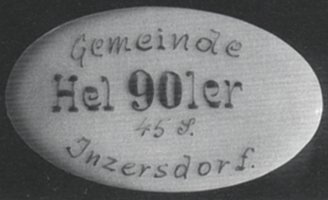 Gemeinde
Hel 90ler
45 S.
Inzersdorf.